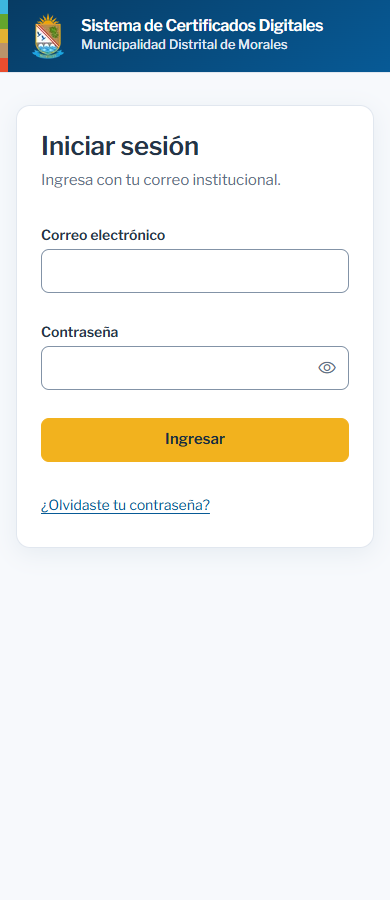 Sistema de Certificados Digitales
Municipalidad Distrital de Morales
Iniciar sesión
Ingresa con tu correo institucional.
Correo electrónico
Contraseña
Ingresar
¿Olvidaste tu contraseña?